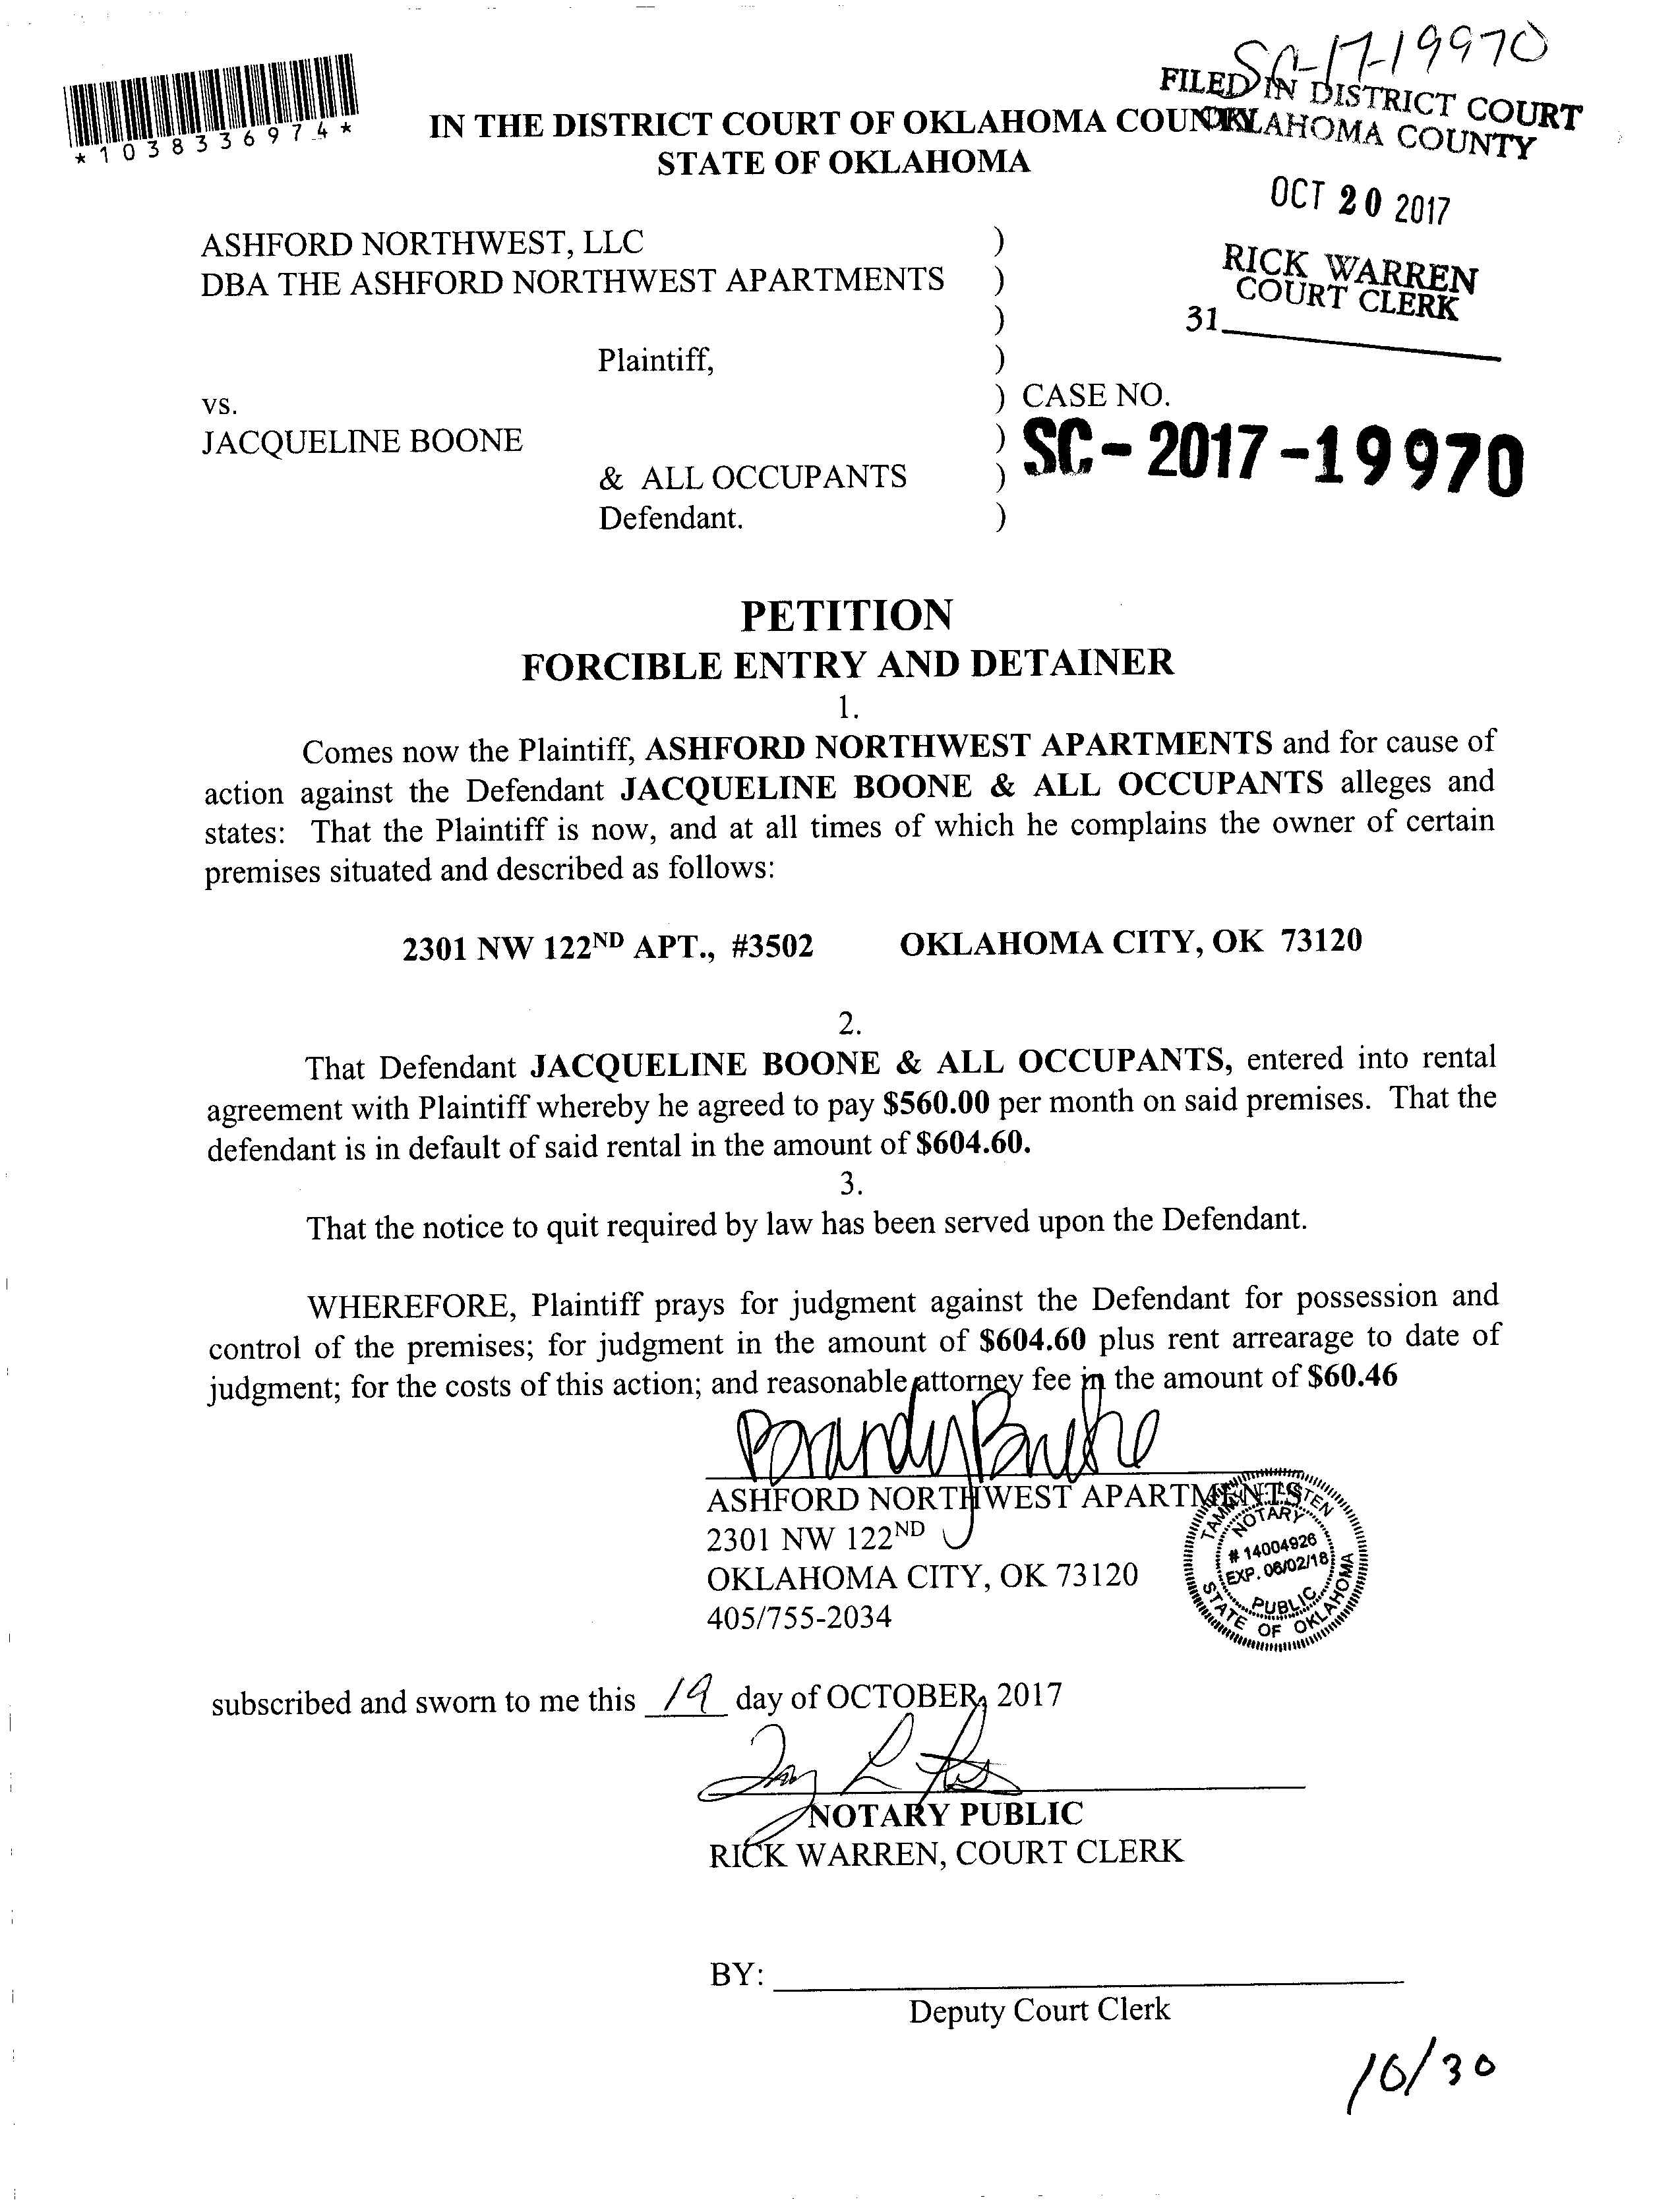 SC-17-19970
*1038336974*
FILED IN DISTRICT COURT
OKLAHOMA COUNTY
IN THE DISTRICT COURT OF OKLAHOMA COUNTY
STATE OF OKLAHOMA
OCT 20 2017
RICK WARREN
COURT CLERK
31
ASHFORD NORTHWEST, LLC )
DBA THE ASHFORD NORTHWEST APARTMENTS )
)
Plaintiff, )
vs. ) CASE NO.
JACQUELINE BOONE ) SC-2017-19970
& ALL OCCUPANTS )
Defendant. )
PETITION
FORCIBLE ENTRY AND DETAINER
1.
Comes now the Plaintiff, ASHFORD NORTHWEST APARTMENTS and for cause of
action against the Defendant JACQUELINE BOONE & ALL OCCUPANTS alleges and
states: That the Plaintiff is now, and at all times of which he complains the owner of certain
premises situated and described as follows:
2301 NW 122ND APT., #3502 OKLAHOMA CITY, OK 73120
2.
That Defendant JACQUELINE BOONE & ALL OCCUPANTS, entered into rental
agreement with Plaintiff whereby he agreed to pay $560.00 per month on said premises. That the
defendant is in default of said rental in the amount of $604.60.
3.
That the notice to quit required by law has been served upon the Defendant.
WHEREFORE, Plaintiff prays for judgment against the Defendant for possession and
control of the premises; for judgment in the amount of $604.60 plus rent arrearage to date of
judgment; for the costs of this action; and reasonable attorney fee in the amount of $60.46
Brandy
ASHFORD NORTHWEST APARTMENTS
2301 NW 122ND
OKLAHOMA CITY, OK 73120
405/755-2034
NOTARY
# 14004926
EXP. 06/02/18
PUBLIC
STATE OF OKLAHOMA
subscribed and sworn to me this 19 day of OCTOBER, 2017
NOTARY PUBLIC
RICK WARREN, COURT CLERK
BY:
Deputy Court Clerk
10/30